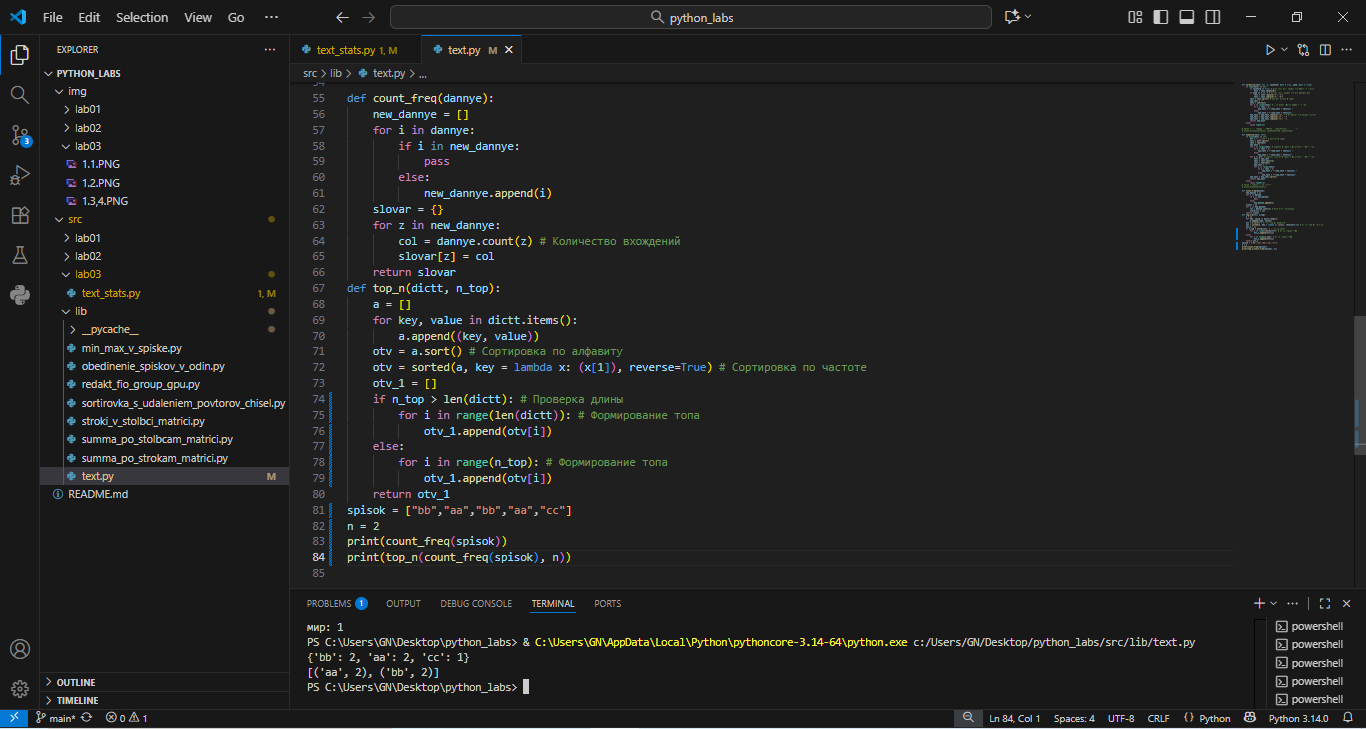 File Edit Selection View Go ··· ← → python_labs
EXPLORER ···
PYTHON_LABS
img
lab01
lab02
lab03
1.1.PNG
1.2.PNG
1.3,4.PNG
src
lab01
lab02
lab03
text_stats.py 1, M
lib
__pycache__
min_max_v_spiske.py
obedinenie_spiskov_v_odin.py
redakt_fio_group_gpu.py
sortirovka_s_udaleniem_povtorov_chisel.py
stroki_v_stolbci_matrici.py
summa_po_stolbcam_matrici.py
summa_po_strokam_matrici.py
text.py M
README.md
OUTLINE
TIMELINE
3
text_stats.py 1, M text.py M
src > lib > text.py > ...
54
55 def count_freq(dannye):
56 new_dannye = []
57 for i in dannye:
58 if i in new_dannye:
59 pass
60 else:
61 new_dannye.append(i)
62 slovar = {}
63 for z in new_dannye:
64 col = dannye.count(z) # Количество вхождений
65 slovar[z] = col
66 return slovar
67 def top_n(dictt, n_top):
68 a = []
69 for key, value in dictt.items():
70 a.append((key, value))
71 otv = a.sort() # Сортировка по алфавиту
72 otv = sorted(a, key = lambda x: (x[1]), reverse=True) # Сортировка по частоте
73 otv_1 = []
74 if n_top > len(dictt): # Проверка длины
75 for i in range(len(dictt)): # Формирование топа
76 otv_1.append(otv[i])
77 else:
78 for i in range(n_top): # Формирование топа
79 otv_1.append(otv[i])
80 return otv_1
81 spisok = ["bb","aa","bb","aa","cc"]
82 n = 2
83 print(count_freq(spisok))
84 print(top_n(count_freq(spisok), n))
85
PROBLEMS 1 OUTPUT DEBUG CONSOLE TERMINAL PORTS
мир: 1
PS C:\Users\GN\Desktop\python_labs> & C:\Users\GN\AppData\Local\Python\pythoncore-3.14-64\python.exe c:/Users/GN/Desktop/python_labs/src/lib/text.py
{'bb': 2, 'aa': 2, 'cc': 1}
[('aa', 2), ('bb', 2)]
PS C:\Users\GN\Desktop\python_labs>
powershell
powershell
powershell
powershell
powershell
main* 0 1 Ln 84, Col 1 Spaces: 4 UTF-8 CRLF {} Python Python 3.14.0